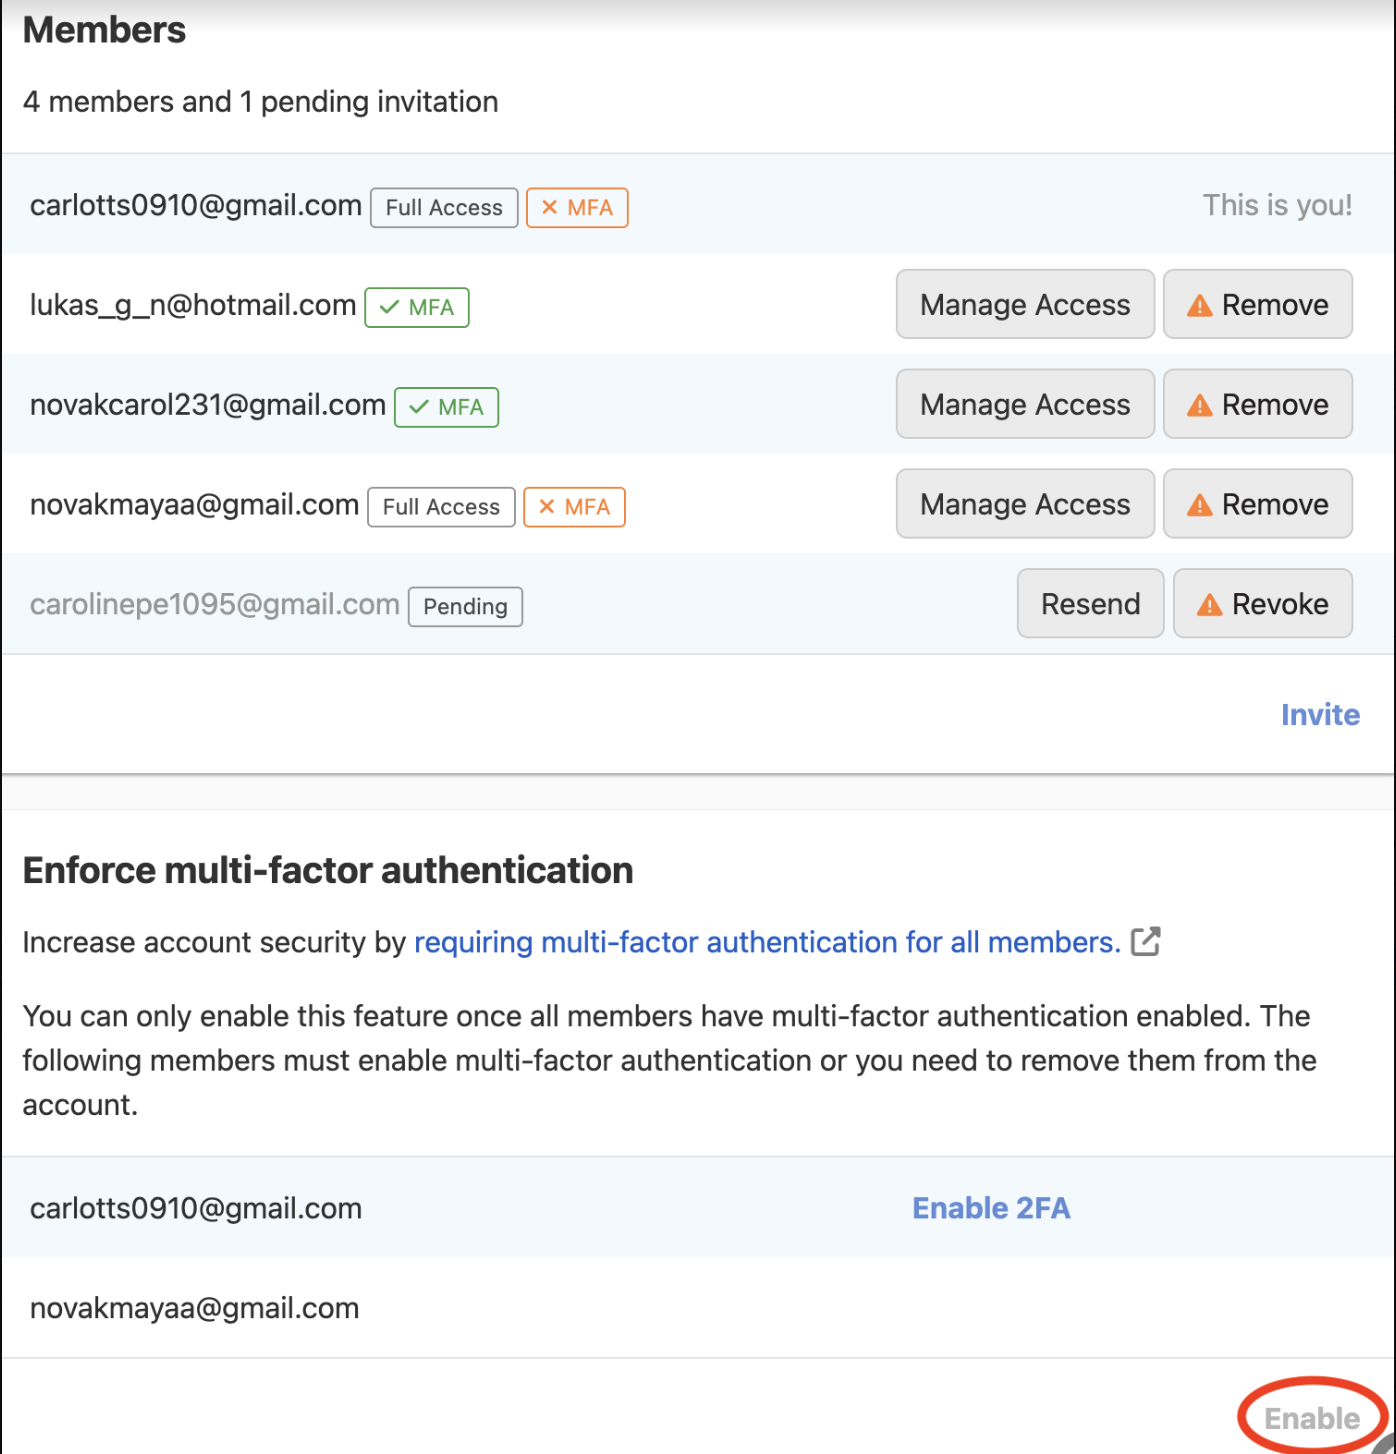 Members
4 members and 1 pending invitation
carlotts0910@gmail.com Full Access × MFA This is you!
lukas_g_n@hotmail.com ✓ MFA Manage Access Remove
novakcarol231@gmail.com ✓ MFA Manage Access Remove
novakmayaa@gmail.com Full Access × MFA Manage Access Remove
carolinepe1095@gmail.com Pending Resend Revoke
Invite
Enforce multi-factor authentication
Increase account security by requiring multi-factor authentication for all members.
You can only enable this feature once all members have multi-factor authentication enabled. The
following members must enable multi-factor authentication or you need to remove them from the
account.
carlotts0910@gmail.com Enable 2FA
novakmayaa@gmail.com
Enable